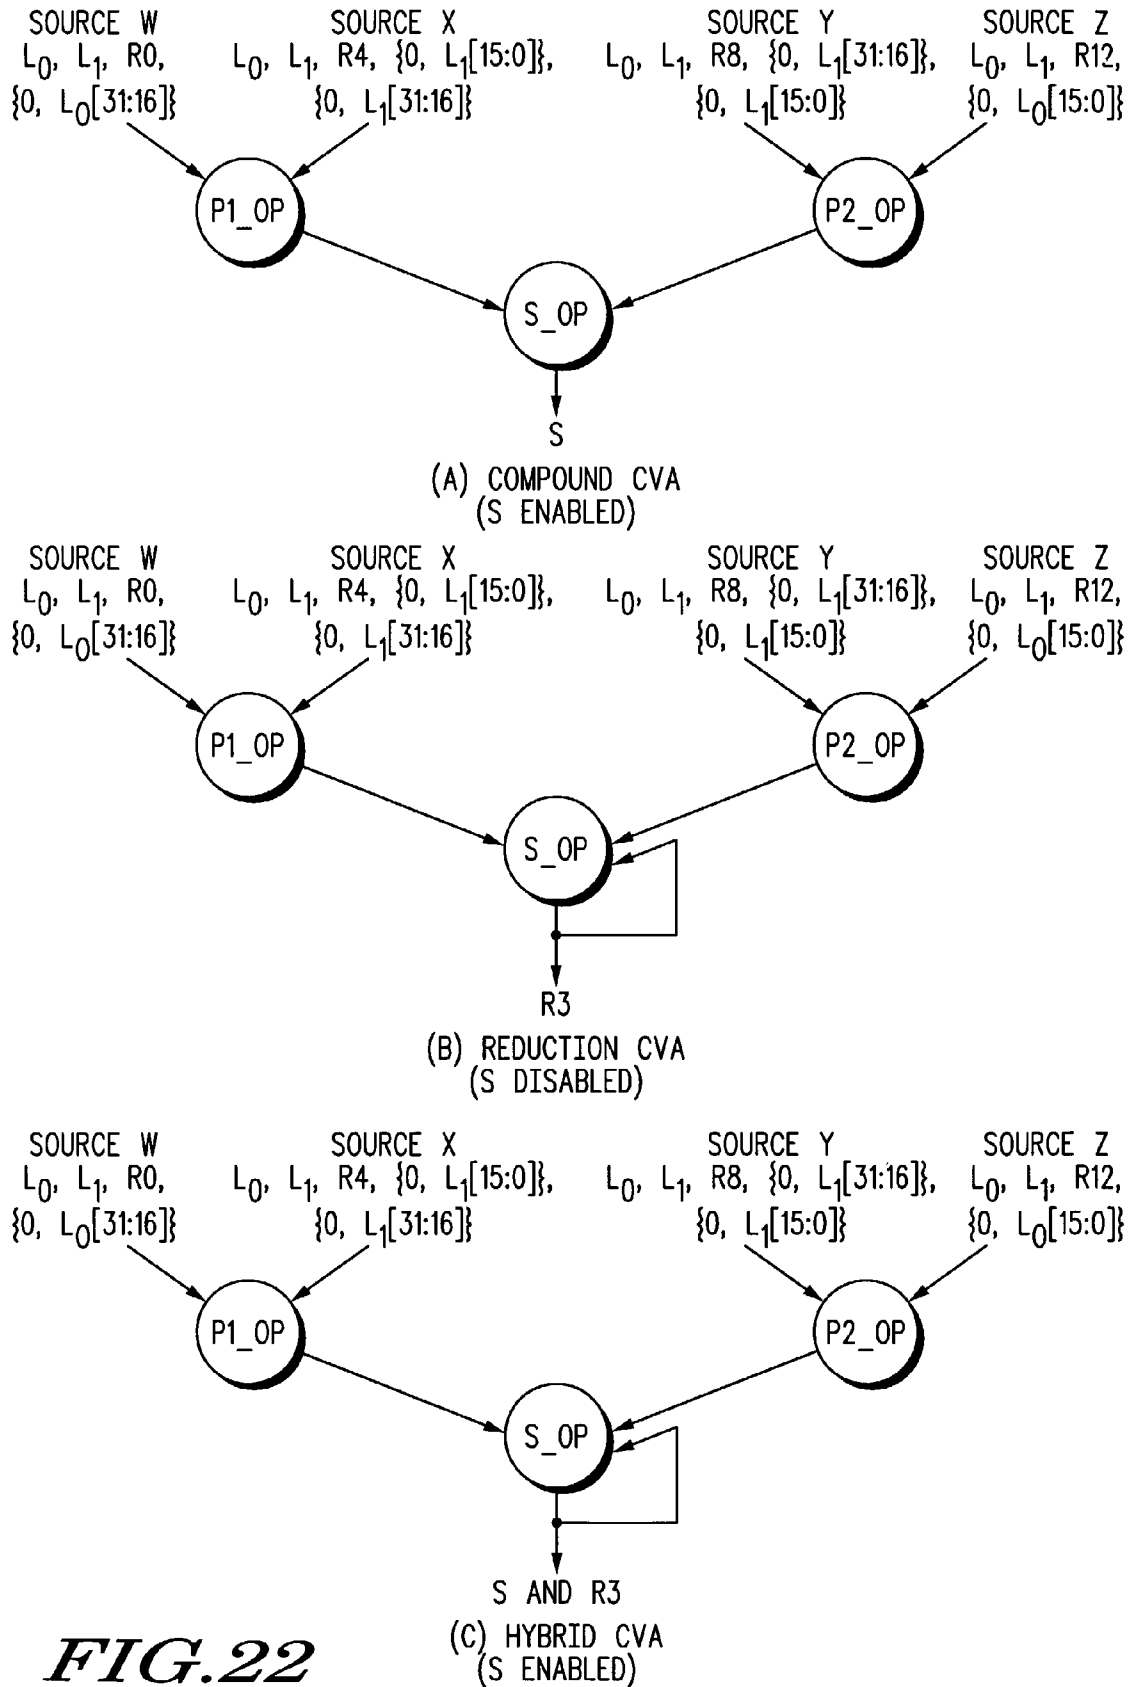 SOURCE W SOURCE X SOURCE Y SOURCE Z
L0, L1, R0, L0, L1, R4, {0, L1[15:0]}, L0, L1, R8, {0, L1[31:16]}, L0, L1, R12,
{0, L0[31:16]} {0, L1[31:16]} {0, L1[15:0]} {0, L0[15:0]}
P1_OP P2_OP
S_OP
S
(A) COMPOUND CVA
(S ENABLED)
SOURCE W SOURCE X SOURCE Y SOURCE Z
L0, L1, R0, L0, L1, R4, {0, L1[15:0]}, L0, L1, R8, {0, L1[31:16]}, L0, L1, R12,
{0, L0[31:16]} {0, L1[31:16]} {0, L1[15:0]} {0, L0[15:0]}
P1_OP P2_OP
S_OP
R3
(B) REDUCTION CVA
(S DISABLED)
SOURCE W SOURCE X SOURCE Y SOURCE Z
L0, L1, R0, L0, L1, R4, {0, L1[15:0]}, L0, L1, R8, {0, L1[31:16]}, L0, L1, R12,
{0, L0[31:16]} {0, L1[31:16]} {0, L1[15:0]} {0, L0[15:0]}
P1_OP P2_OP
S_OP
S AND R3
(C) HYBRID CVA
(S ENABLED)
FIG.22